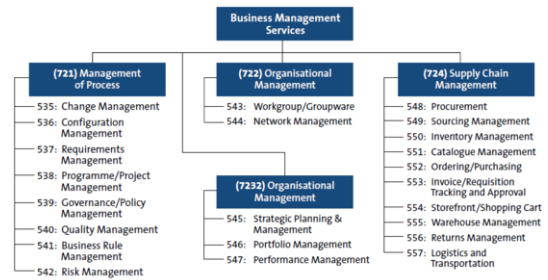 Business Management
Services
(721) Management
of Process
535: Change Management
536: Configuration
Management
537: Requirements
Management
538: Programme/Project
Management
539: Governance/Policy
Management
540: Quality Management
541: Business Rule
Management
542: Risk Management
(722) Organisational
Management
543: Workgroup/Groupware
544: Network Management
(7232) Organisational
Management
545: Strategic Planning &
Management
546: Portfolio Management
547: Performance Management
(724) Supply Chain
Management
548: Procurement
549: Sourcing Management
550: Inventory Management
551: Catalogue Management
552: Ordering/Purchasing
553: Invoice/Requisition
Tracking and Approval
554: Storefront/Shopping Cart
555: Warehouse Management
556: Returns Management
557: Logistics and
Transportation